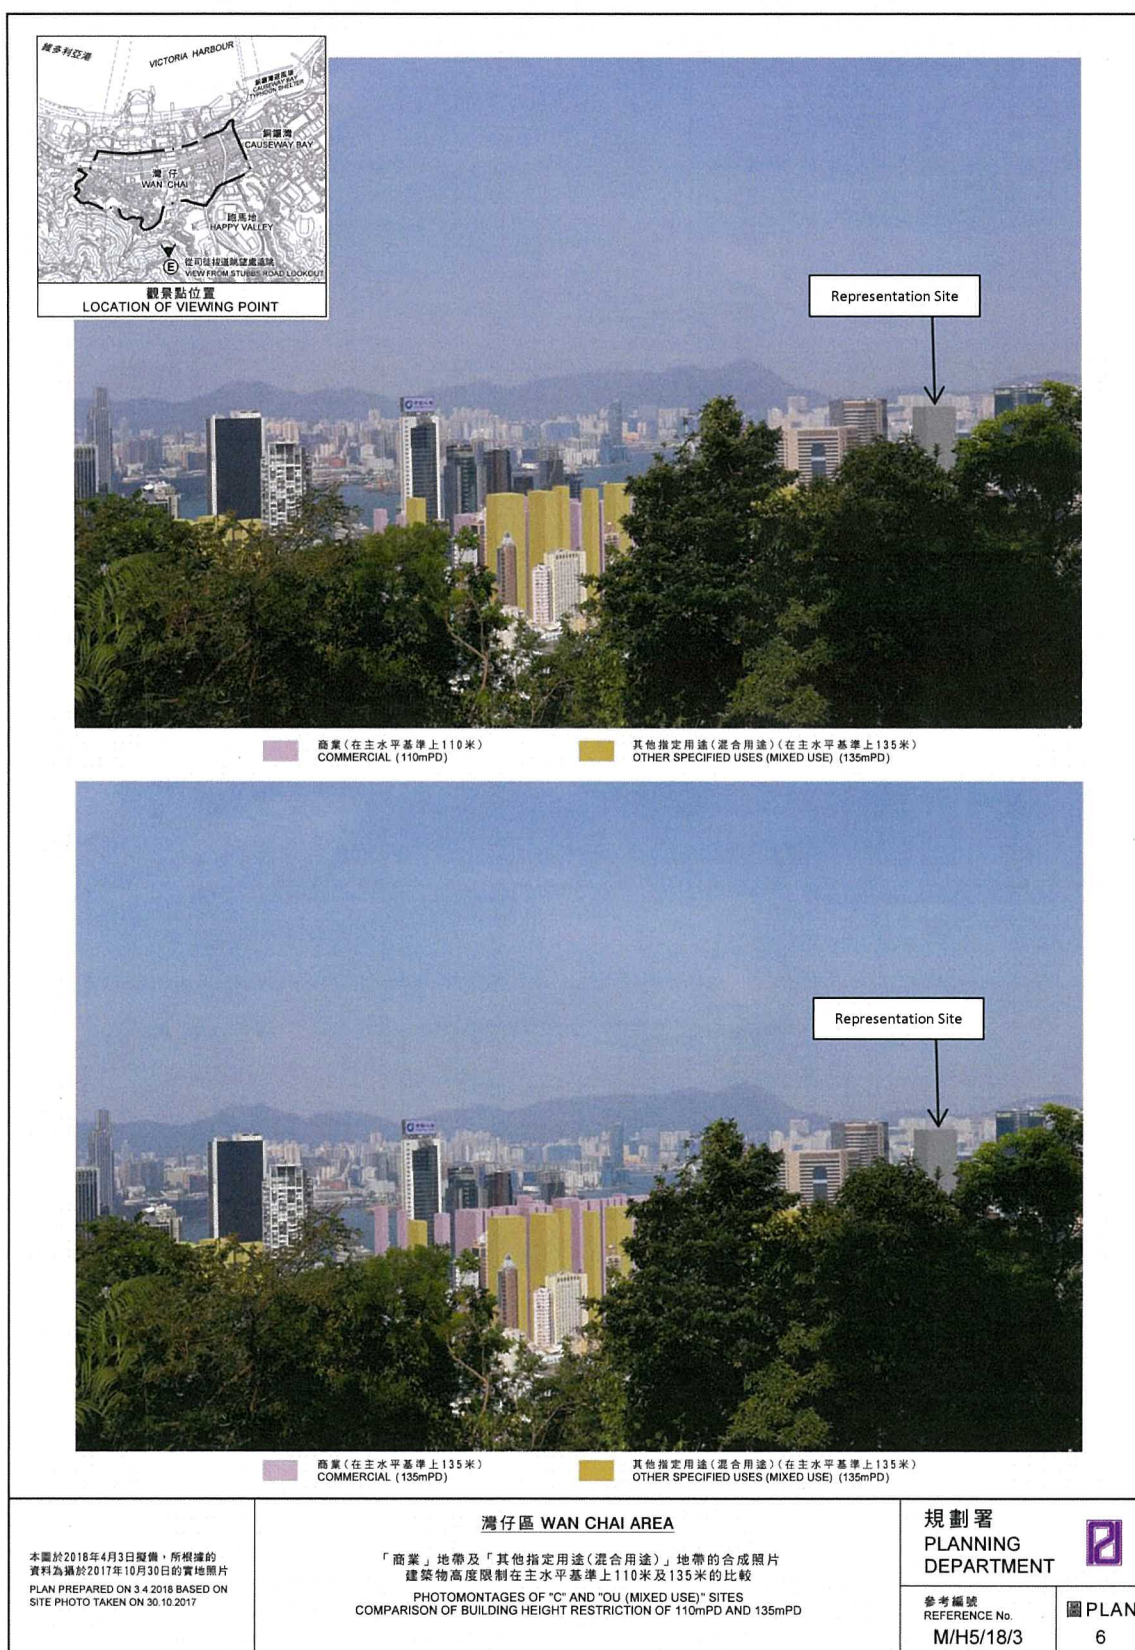 維多利亞港
VICTORIA HARBOUR
銅鑼灣避風塘
CAUSEWAY BAY
TYPHOON SHELTER
銅鑼灣
CAUSEWAY BAY
灣仔
WAN CHAI
跑馬地
HAPPY VALLEY
E
從司徒拔道眺望處遠眺
VIEW FROM STUBBS ROAD LOOKOUT
觀景點位置
LOCATION OF VIEWING POINT
Representation Site
商業(在主水平基準上110米)
COMMERCIAL (110mPD)
其他指定用途(混合用途)(在主水平基準上135米)
OTHER SPECIFIED USES (MIXED USE) (135mPD)
Representation Site
商業(在主水平基準上135米)
COMMERCIAL (135mPD)
其他指定用途(混合用途)(在主水平基準上135米)
OTHER SPECIFIED USES (MIXED USE) (135mPD)
本圖於2018年4月3日擬備,所根據的
資料為攝於2017年10月30日的實地照片
PLAN PREPARED ON 3.4.2018 BASED ON
SITE PHOTO TAKEN ON 30.10.2017
灣仔區 WAN CHAI AREA
「商業」地帶及「其他指定用途(混合用途)」地帶的合成照片
建築物高度限制在主水平基準上110米及135米的比較
PHOTOMONTAGES OF "C" AND "OU (MIXED USE)" SITES
COMPARISON OF BUILDING HEIGHT RESTRICTION OF 110mPD AND 135mPD
規劃署
PLANNING
DEPARTMENT
參考編號
REFERENCE No.
M/H5/18/3
圖 PLAN
6